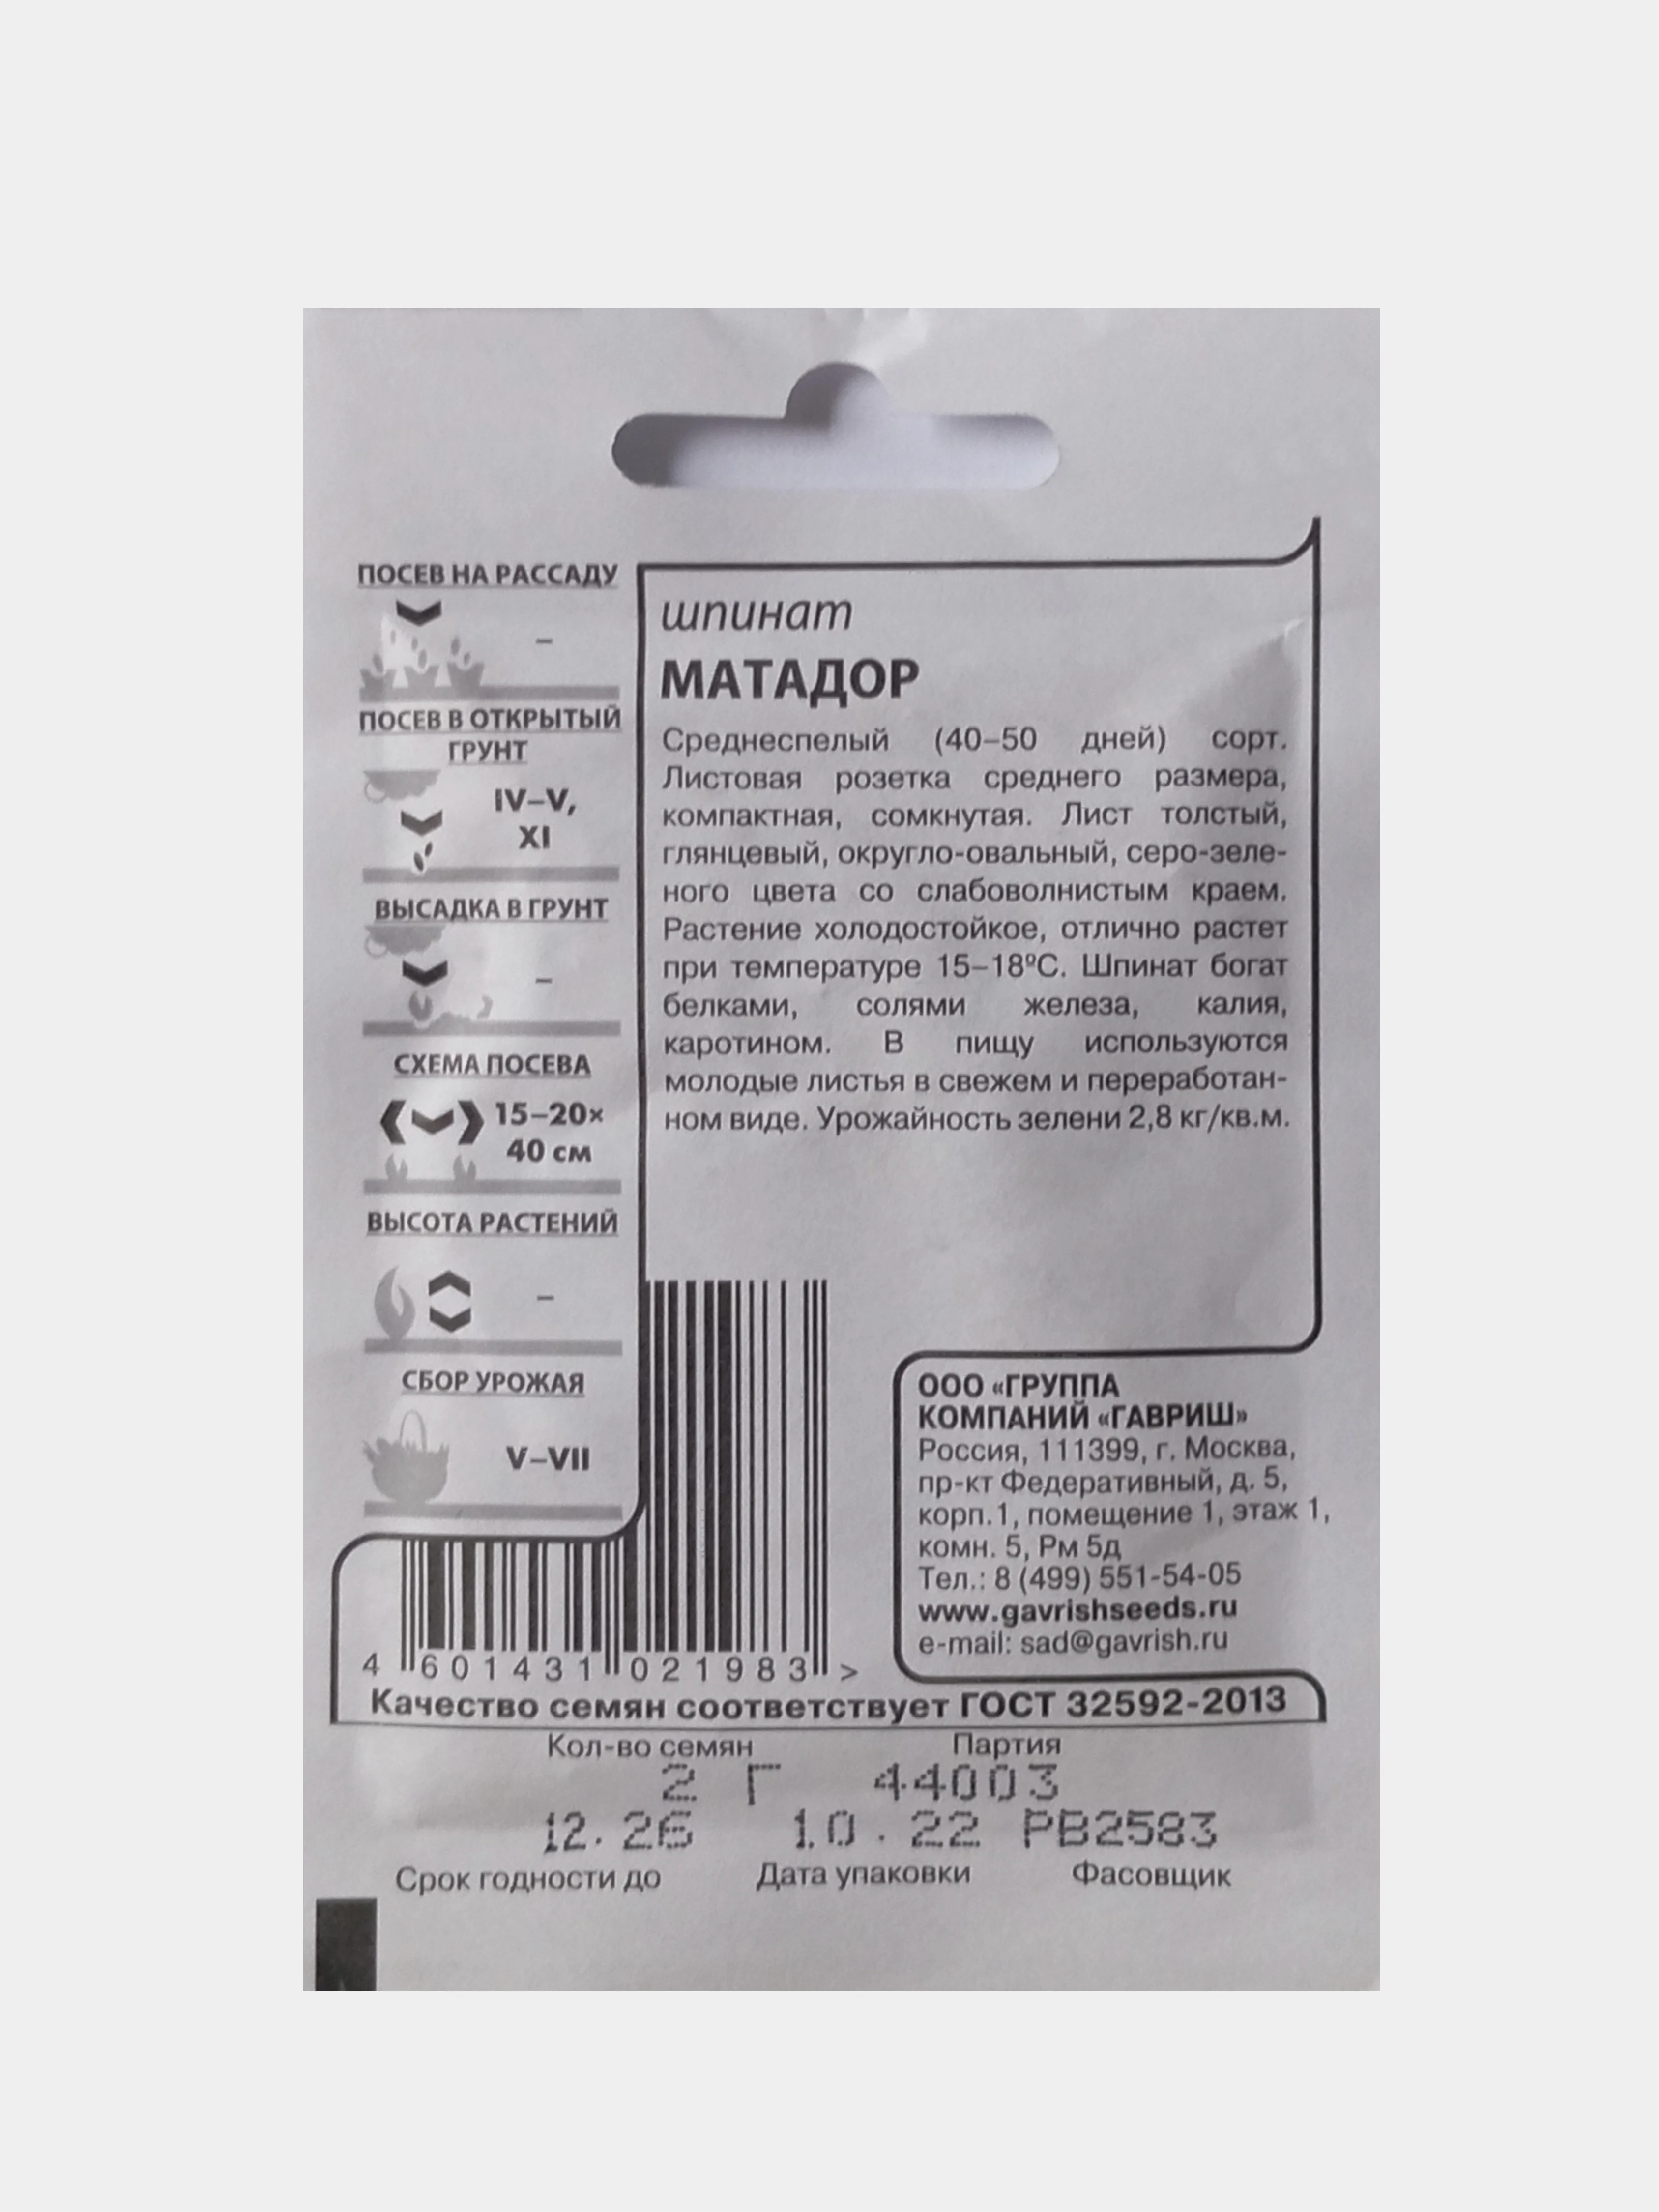 ПОСЕВ НА РАССАДУ
–
ПОСЕВ В ОТКРЫТЫЙ
ГРУНТ
IV–V,
XI
ВЫСАДКА В ГРУНТ
–
СХЕМА ПОСЕВА
15–20×
40 см
ВЫСОТА РАСТЕНИЙ
–
СБОР УРОЖАЯ
V–VII
шпинат
МАТАДОР
Среднеспелый (40–50 дней) сорт.
Листовая розетка среднего размера,
компактная, сомкнутая. Лист толстый,
глянцевый, округло-овальный, серо-зеле-
ного цвета со слабоволнистым краем.
Растение холодостойкое, отлично растет
при температуре 15–18ºС. Шпинат богат
белками, солями железа, калия,
каротином. В пищу используются
молодые листья в свежем и переработан-
ном виде. Урожайность зелени 2,8 кг/кв.м.
ООО «ГРУППА
КОМПАНИЙ «ГАВРИШ»
Россия, 111399, г. Москва,
пр-кт Федеративный, д. 5,
корп.1, помещение 1, этаж 1,
комн. 5, Рм 5д
Тел.: 8 (499) 551-54-05
www.gavrishseeds.ru
e-mail: sad@gavrish.ru
4 601431 021983 >
Качество семян соответствует ГОСТ 32592-2013
Кол-во семян Партия
2 Г 44003
12.26 10.22 РВ2583
Срок годности до Дата упаковки Фасовщик